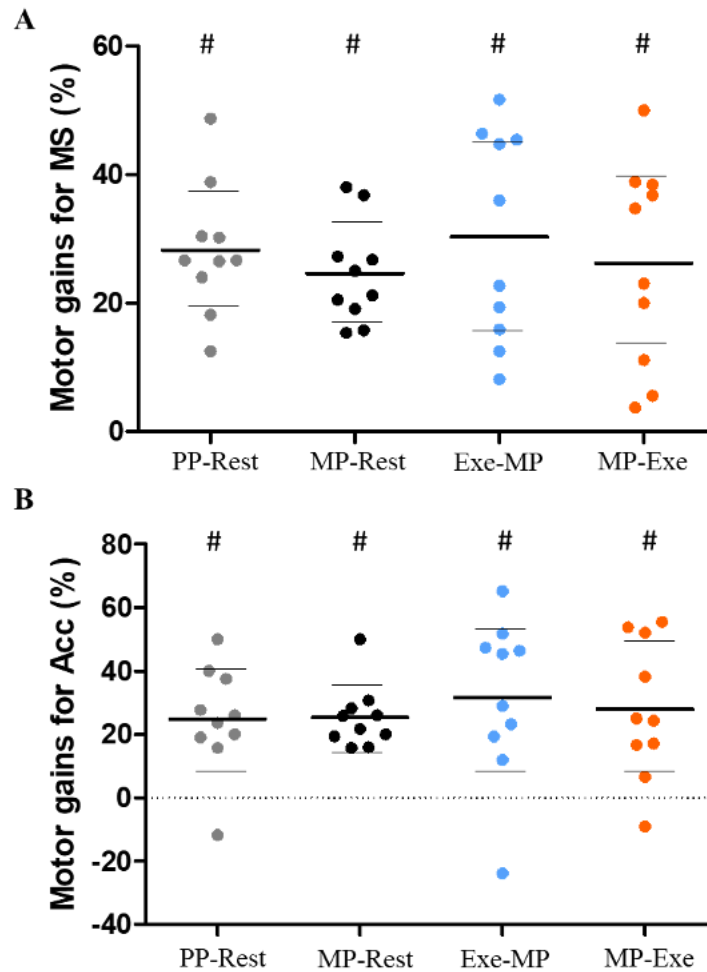 A
Motor gains for MS (%)
60
40
20
0
# # # #
PP-Rest MP-Rest Exe-MP MP-Exe
B
Motor gains for Acc (%)
80
60
40
20
0
-20
-40
# # # #
PP-Rest MP-Rest Exe-MP MP-Exe